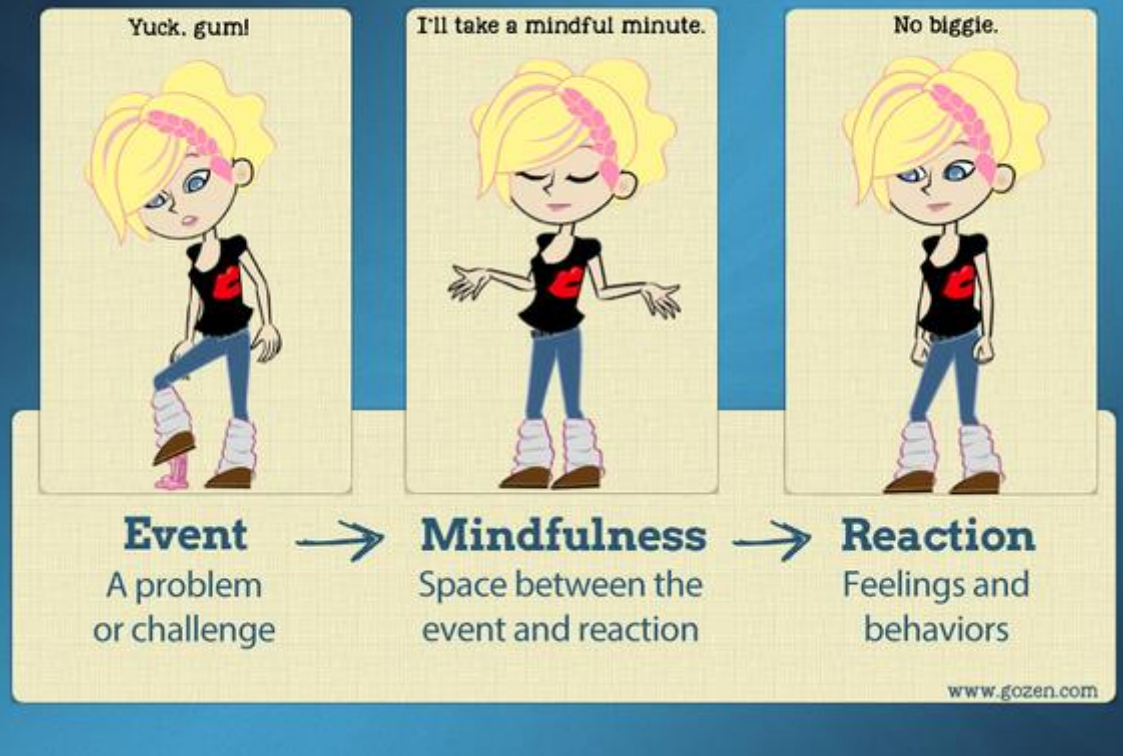 Yuck, gum!
I'll take a mindful minute.
No biggie.
Event
A problem
or challenge
Mindfulness
Space between the
event and reaction
Reaction
Feelings and
behaviors
www.gozen.com